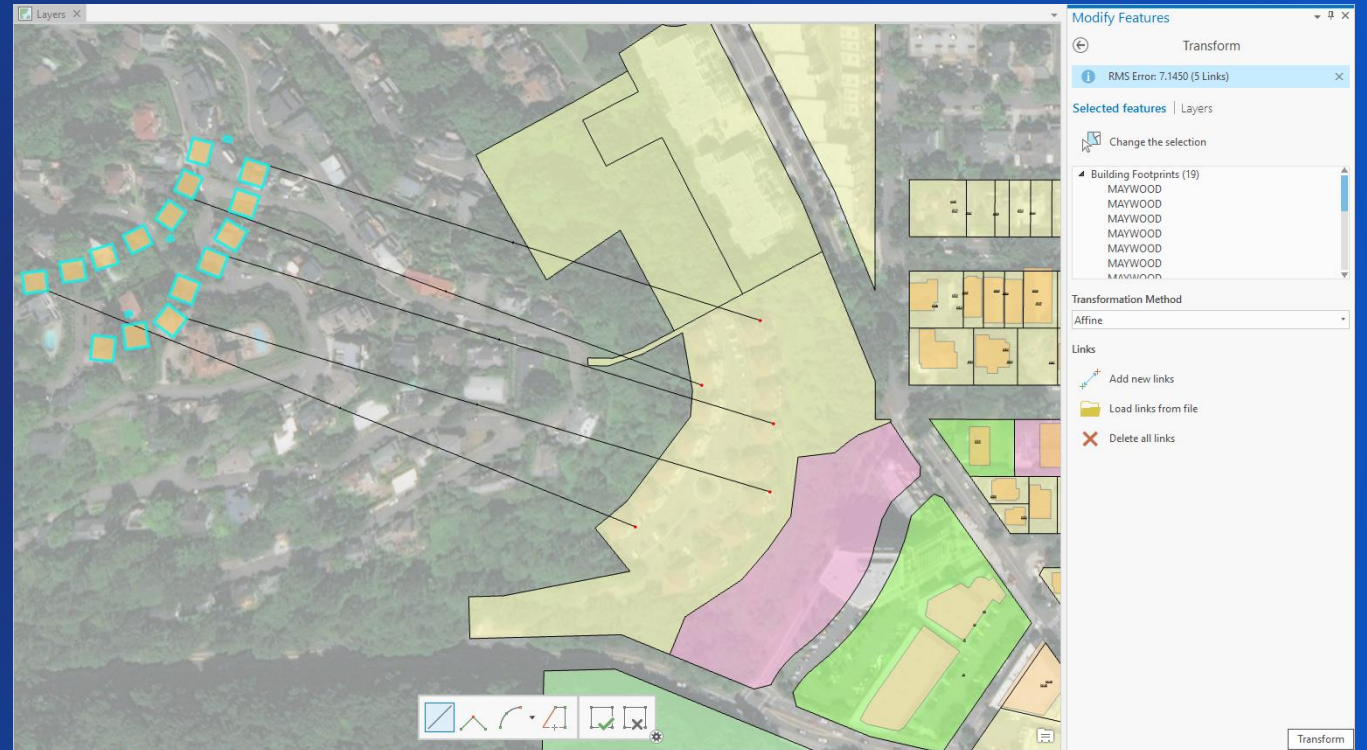 Layers
Modify Features
Transform
RMS Error: 7.1450 (5 Links)
Selected features | Layers
Change the selection
Building Footprints (19)
MAYWOOD
MAYWOOD
MAYWOOD
MAYWOOD
MAYWOOD
MAYWOOD
MAYWOOD
Transformation Method
Affine
Links
Add new links
Load links from file
Delete all links
Transform